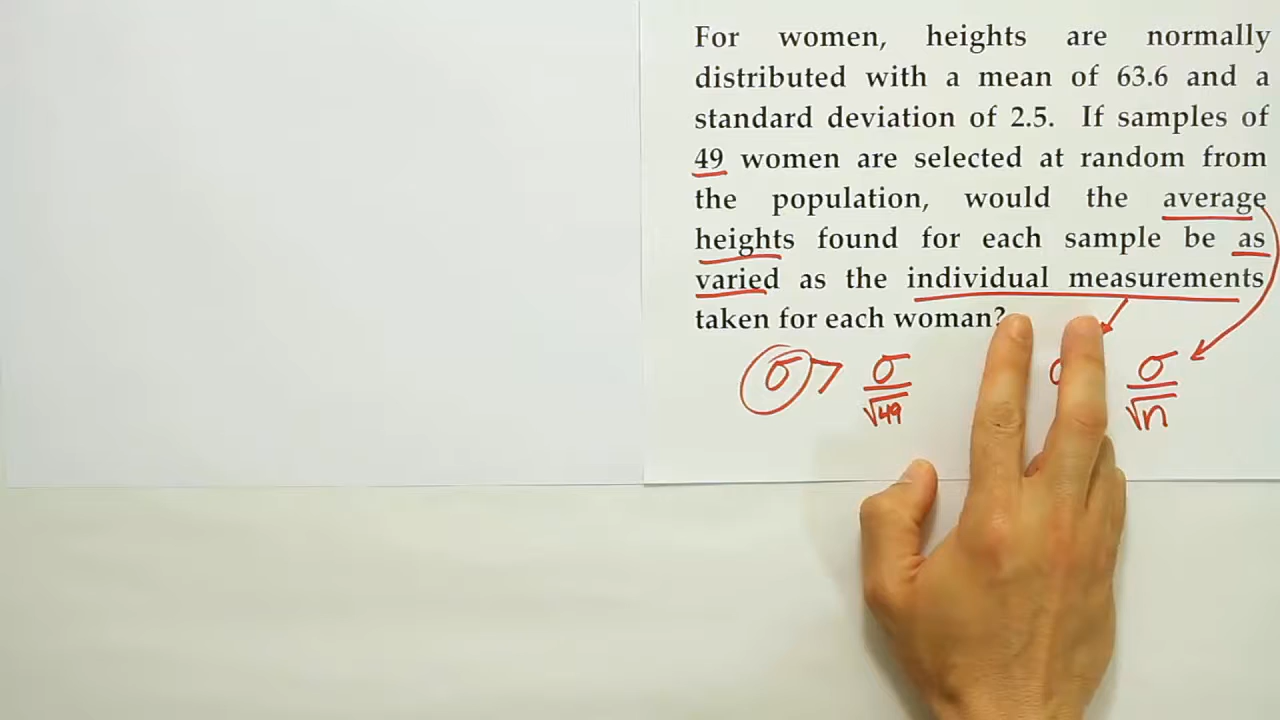 For women, heights are normally
distributed with a mean of 63.6 and a
standard deviation of 2.5. If samples of
49 women are selected at random from
the population, would the average
heights found for each sample be as
varied as the individual measurements
taken for each woman?
σ > σ/√49 σ/√n